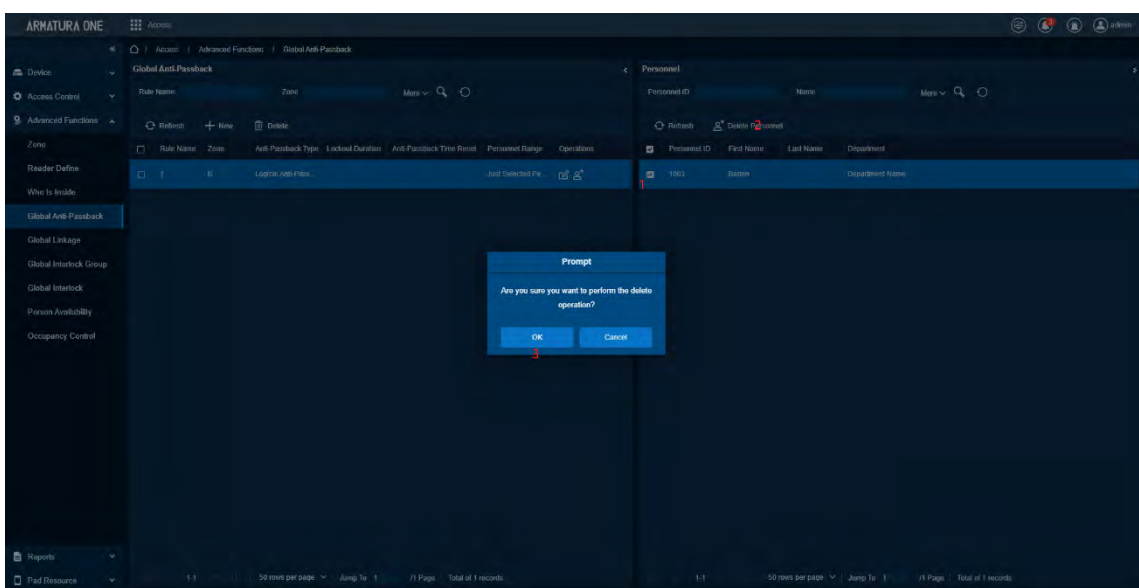 ARMATURA ONE
Access
admin
Access / Advanced Functions / Global Anti-Passback
Device
Access Control
Advanced Functions
Zone
Reader Define
Who Is Inside
Global Anti-Passback
Global Linkage
Global Interlock Group
Global Interlock
Person Availability
Occupancy Control
Reports
Pad Resource
Global Anti-Passback
Rule Name Zone More
Refresh New Delete
Rule Name Zone Anti-Passback Type Lockout Duration Anti-Passback Time Reset Personnel Range Operations
1 B Logical Anti-Pass... Just Selected Pe...
1-1 50 rows per page Jump To 1 /1 Page Total of 1 records
Personnel
Personnel ID Name More
Refresh Delete Personnel
2
Personnel ID First Name Last Name Department
1003 Department Name
1
1-1 50 rows per page Jump To 1 /1 Page Total of 1 records
Prompt
Are you sure you want to perform the delete
operation?
OK Cancel
3